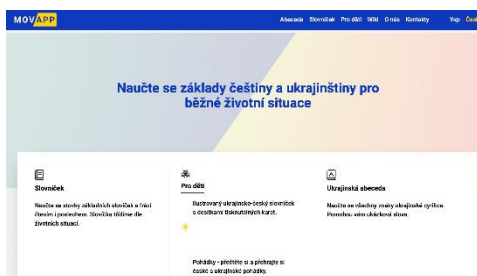 MOVAPP
Abeceda Slovníček Pro děti Wiki O nás Kontakty Укр
Naučte se základy češtiny a ukrajinštiny pro
běžné životní situace
Slovníček
Naučte se stovky základních slovíček a frází
čtením i poslechem. Slovíčka třídíme dle
životních situací.
Pro děti
Ilustrovaný ukrajinsko-český slovníček
s desítkami tisknutelných karet.
Pohádky - přečtěte si a přehrajte si
české a ukrajinské pohádky.
Ukrajinská abeceda
Naučte se všechny znaky ukrajinské cyrilice.
Pomohou vám ukázková slova.